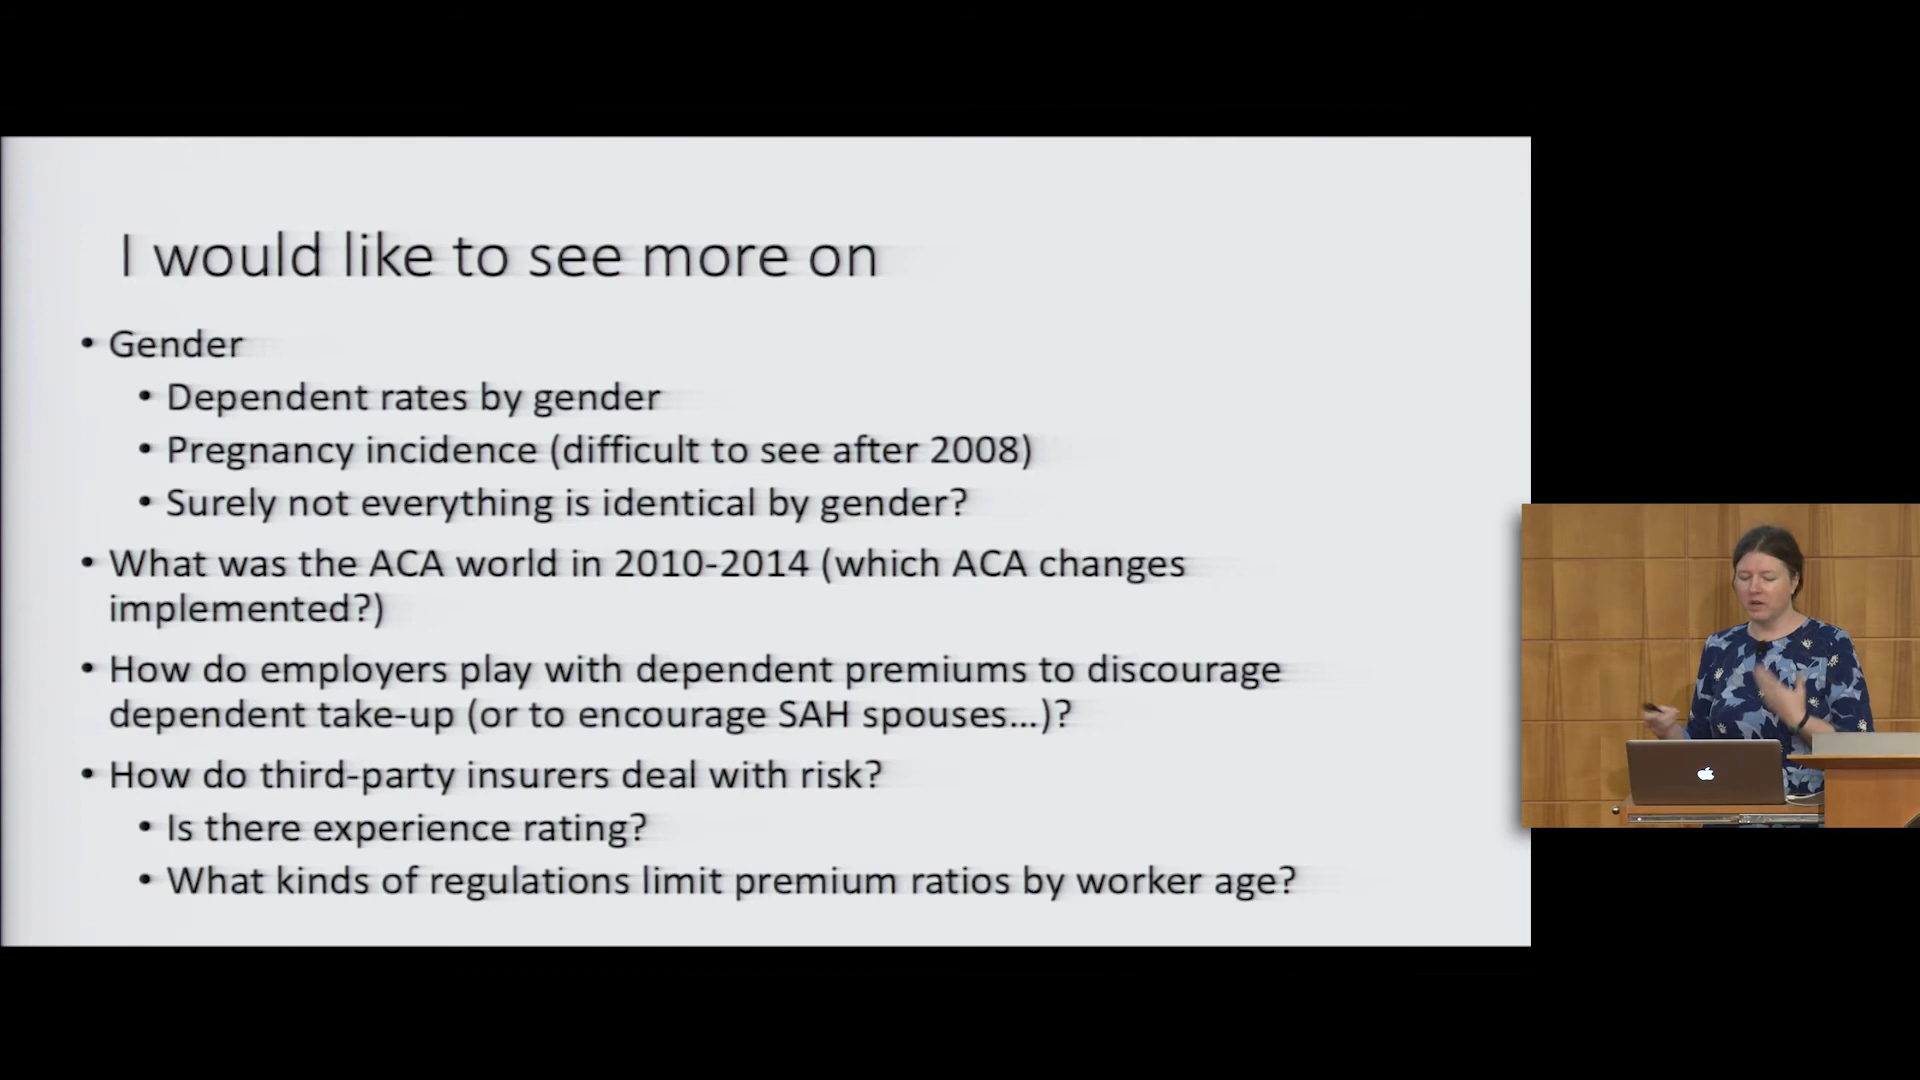 I would like to see more on
• Gender
• Dependent rates by gender
• Pregnancy incidence (difficult to see after 2008)
• Surely not everything is identical by gender?
• What was the ACA world in 2010-2014 (which ACA changes
implemented?)
• How do employers play with dependent premiums to discourage
dependent take-up (or to encourage SAH spouses...)?
• How do third-party insurers deal with risk?
• Is there experience rating?
• What kinds of regulations limit premium ratios by worker age?